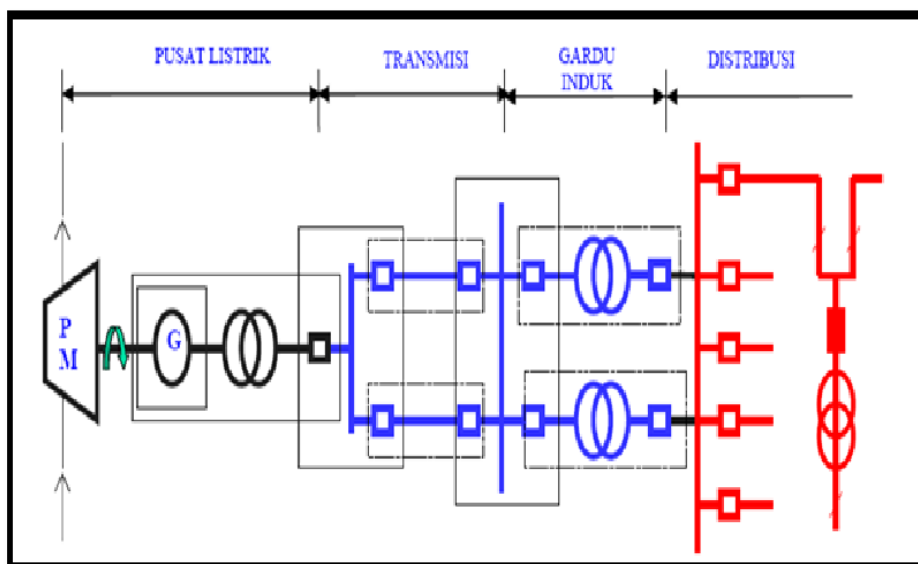 PUSAT LISTRIK
TRANSMISI
GARDU
INDUK
DISTRIBUSI
P
M
G